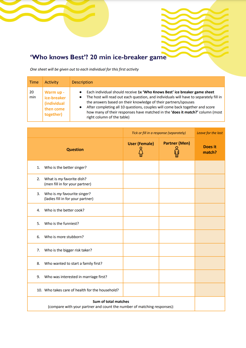 'Who knows Best'? 20 min ice-breaker game
One sheet will be given out to each individual for this first activity
Time Activity Description
20 min
Warm up - Ice-breaker (individual then come together)
● Each individual should receive 1x 'Who Knows Best' ice breaker game sheet
● The host will read out each question, and individuals will have to separately fill in
the answers based on their knowledge of their partners/spouses
● After completing all 10 questions, couples will come back together and score
how many of their responses have matched in the 'does it match?' column (most
right column of the table)
Tick or fill in a response (separately) Leave for the last
Question User (Female) Partner (Man) Does it match?
1. Who is the better singer?
2. What is my favorite dish?
(men fill in for your partner)
3. Who is my favourite singer?
(ladies fill in for your partner)
4. Who is the better cook?
5. Who is the funniest?
6. Who is more stubborn?
7. Who is the bigger risk taker?
8. Who wanted to start a family first?
9. Who was interested in marriage first?
10. Who takes care of health for the household?
Sum of total matches
(compare with your partner and count the number of matching responses):